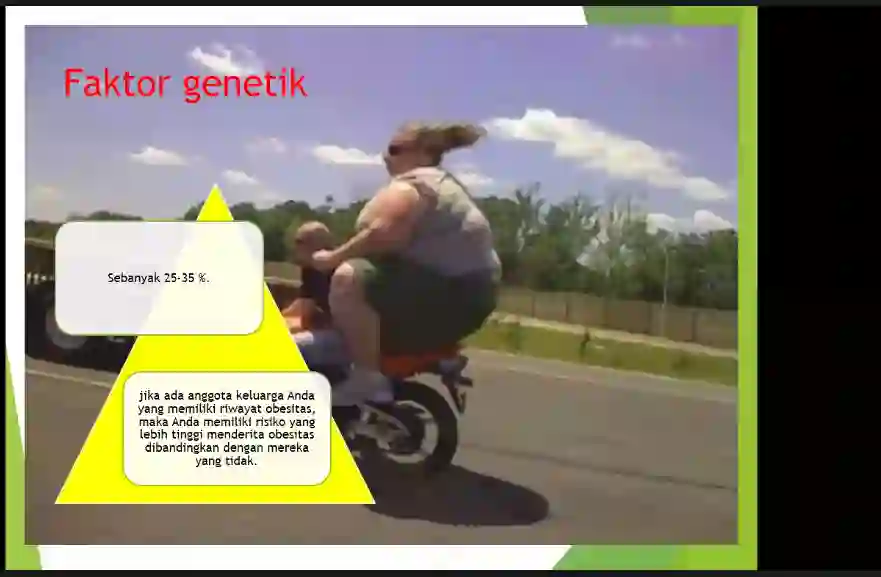 Faktor genetik
Sebanyak 25-35 %.
jika ada anggota keluarga Anda
yang memiliki riwayat obesitas,
maka Anda memiliki risiko yang
lebih tinggi menderita obesitas
dibandingkan dengan mereka
yang tidak.